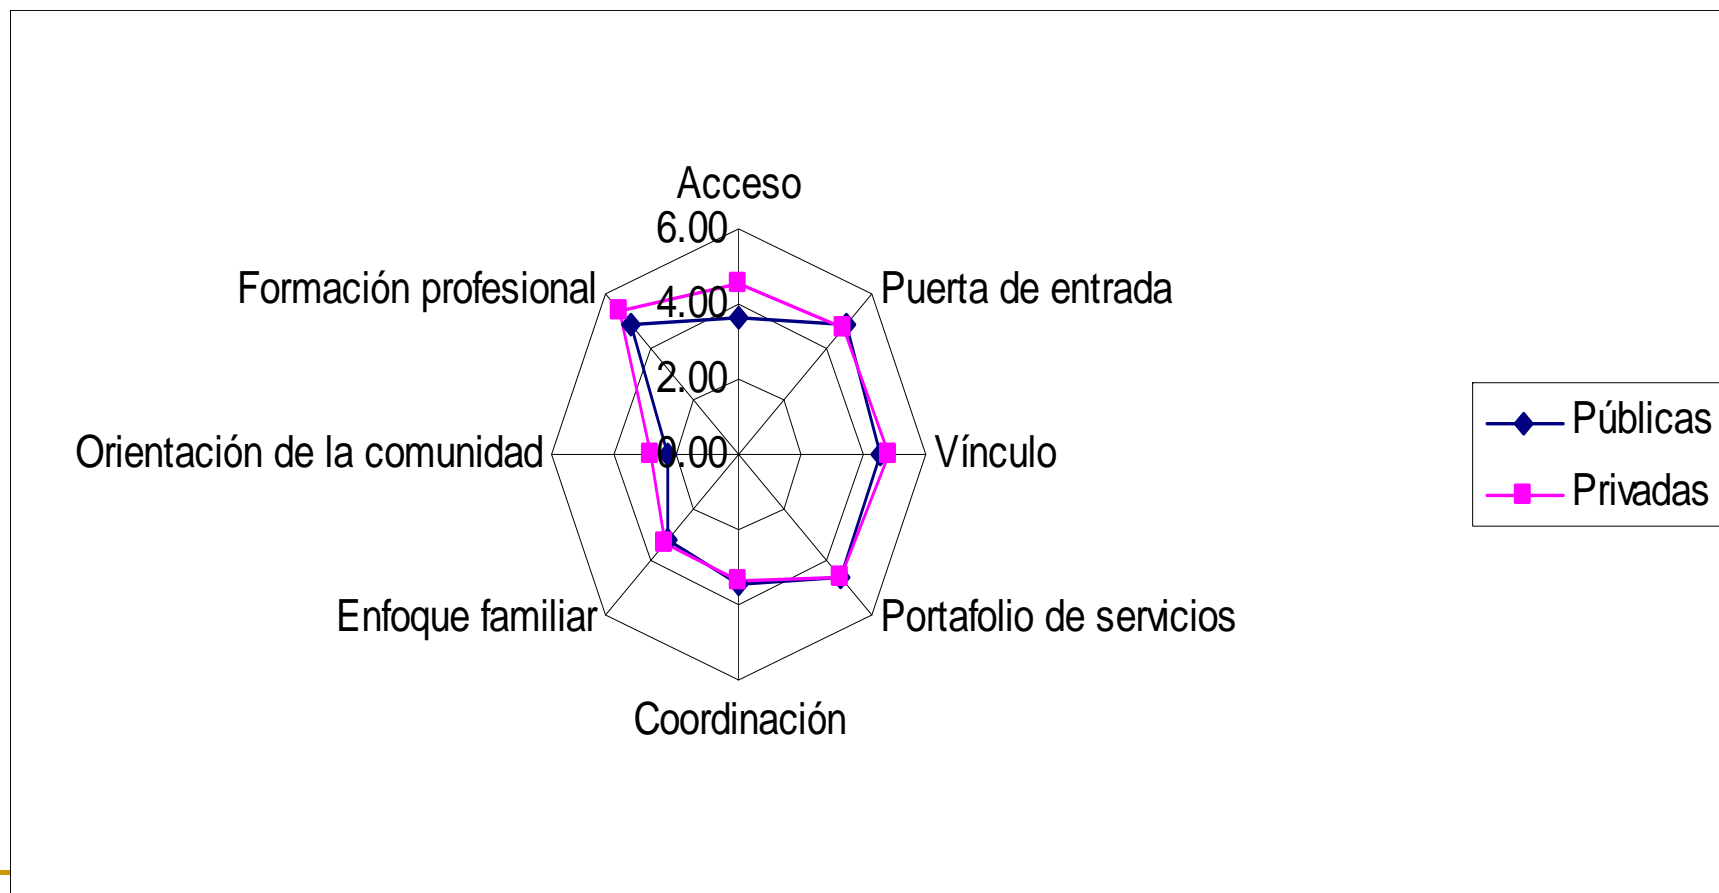 Acceso
6.00
Formación profesional
Puerta de entrada
4.00
2.00
Públicas
Orientación de la comunidad
0.00
Vínculo
Privadas
Enfoque familiar
Portafolio de servicios
Coordinación